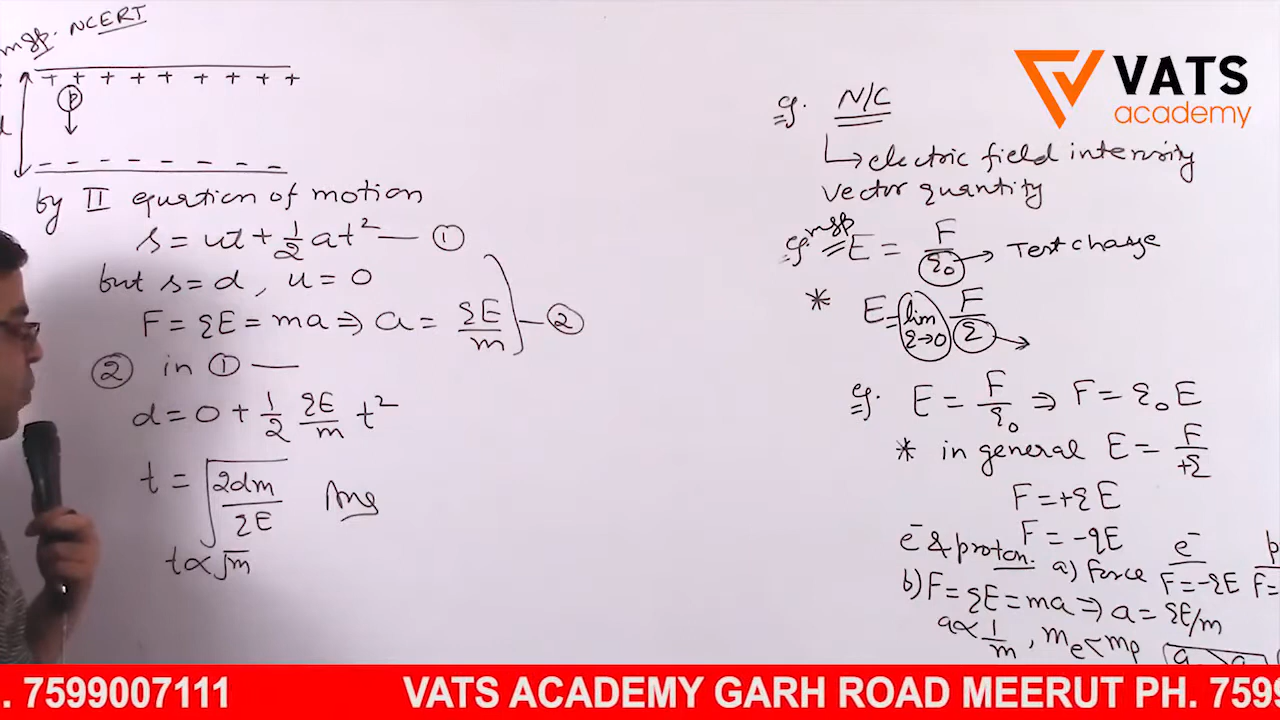 Imp. NCERT
+ + + + + + + + +
p
d
- - - - - - - -
by II equation of motion
s = ut + 1/2 at² — ①
but s = d, u = 0
F = qE = ma ⇒ a = qE/m — ②
② in ① —
d = 0 + 1/2 qE/m t²
t = √(2dm/qE) Ans
t ∝ √m
VATS
academy
Q. N/C
↳ electric field intensity
vector quantity
imp
Q. E = F/q₀ → Test charge
* E = lim q→0 F/q →
Q. E = F/q₀ ⇒ F = q₀E
* in general E = F/+q
F = +qE
F = -qE
e⁻ & proton. a) Force e⁻ F = -qE p F =
b) F = qE = ma ⇒ a = qE/m
a ∝ 1/m, me < mp
. 7599007111 VATS ACADEMY GARH ROAD MEERUT PH. 7599